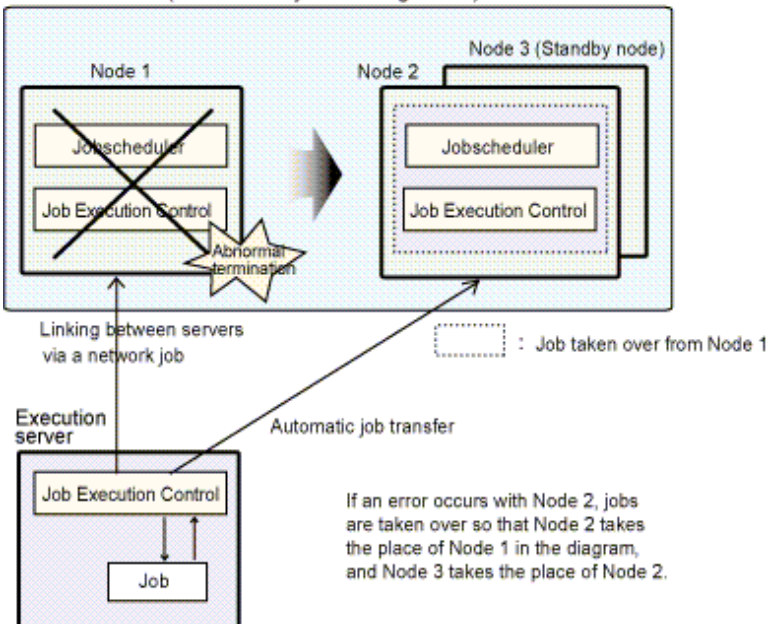 Node 3 (Standby node)
Node 1
Node 2
Jobscheduler
Job Execution Control
Abnormal
termination
Jobscheduler
Job Execution Control
Linking between servers
via a network job
: Job taken over from Node 1
Execution
server
Automatic job transfer
Job Execution Control
Job
If an error occurs with Node 2, jobs
are taken over so that Node 2 takes
the place of Node 1 in the diagram,
and Node 3 takes the place of Node 2.